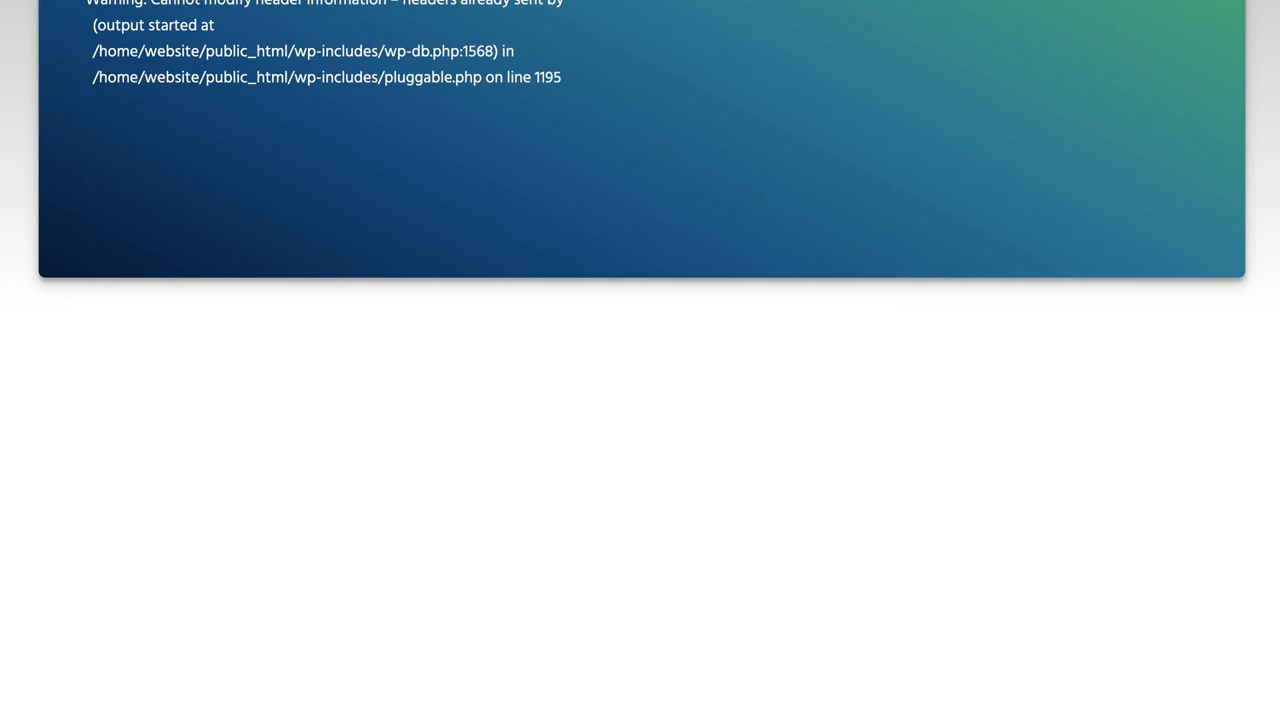 Warning: Cannot modify header information – headers already sent by
(output started at
/home/website/public_html/wp-includes/wp-db.php:1568) in
/home/website/public_html/wp-includes/pluggable.php on line 1195